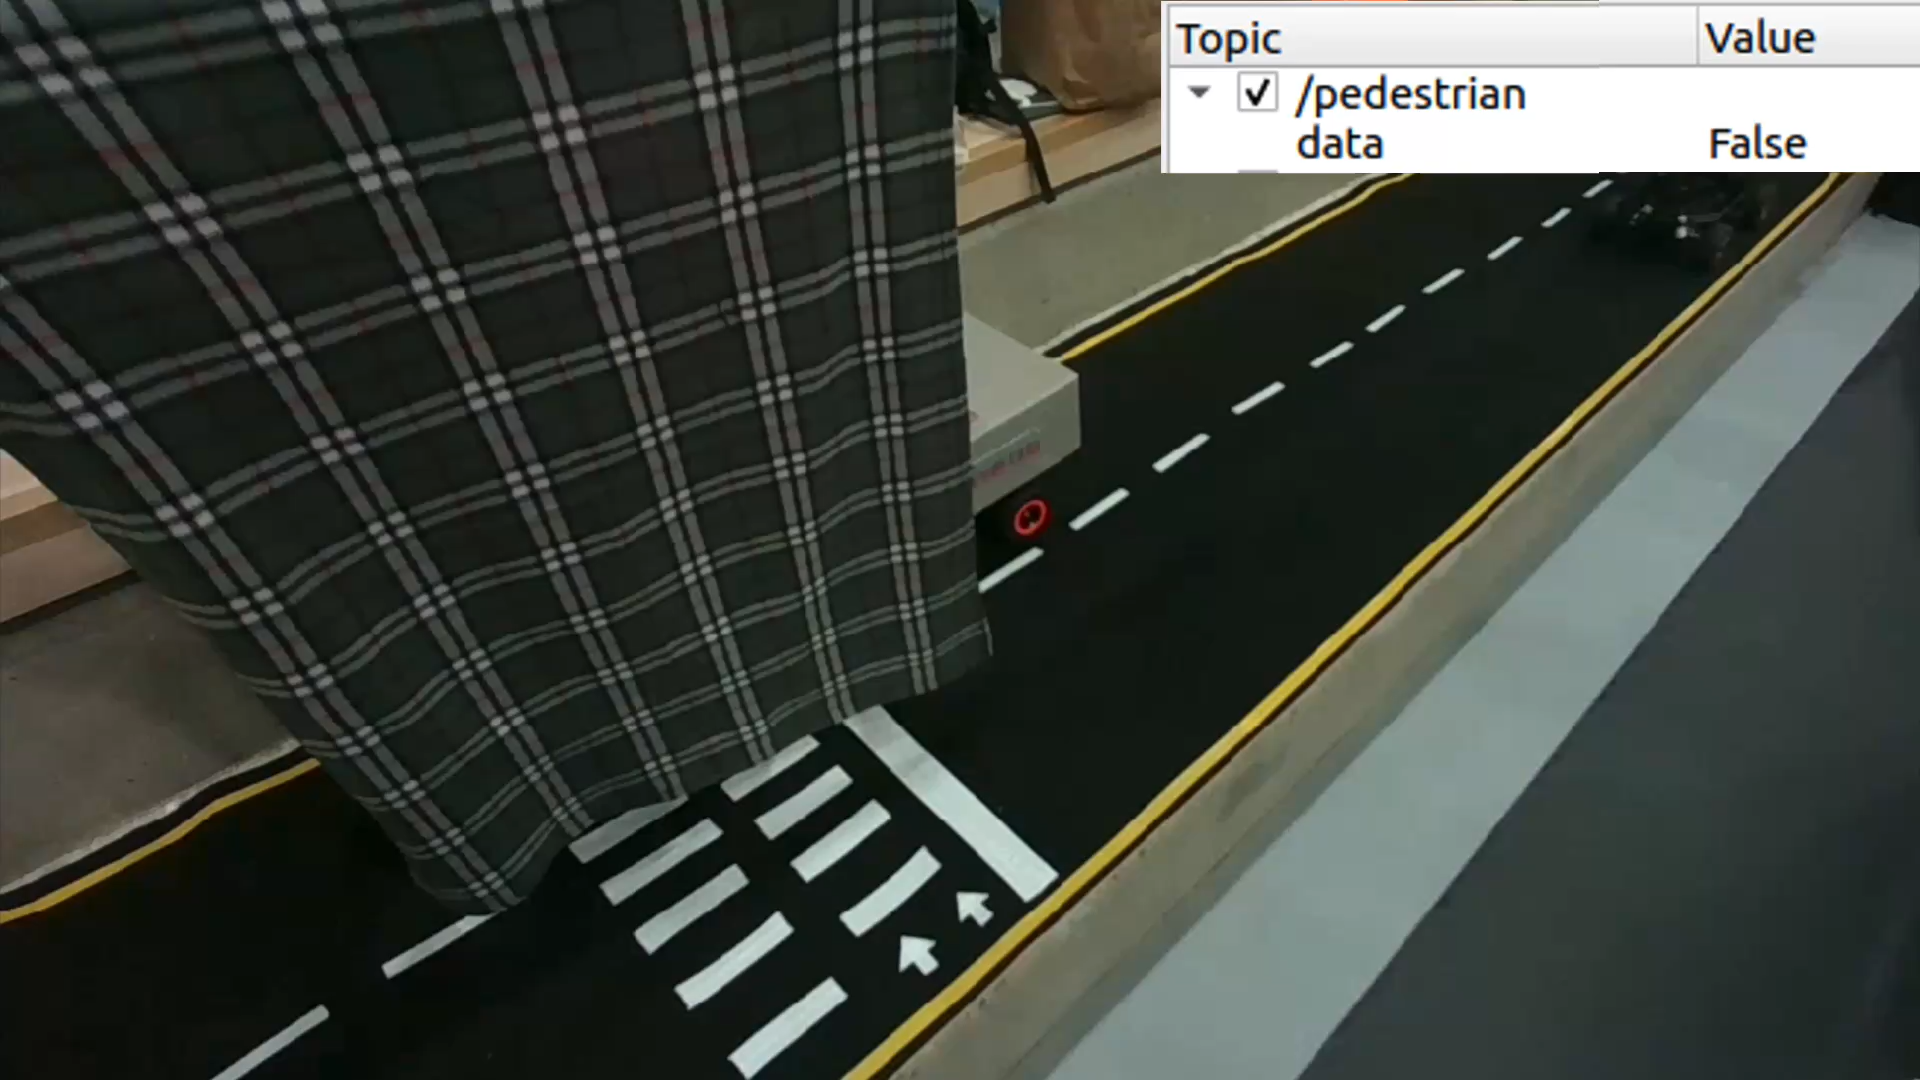 Topic Value
/pedestrian
data False